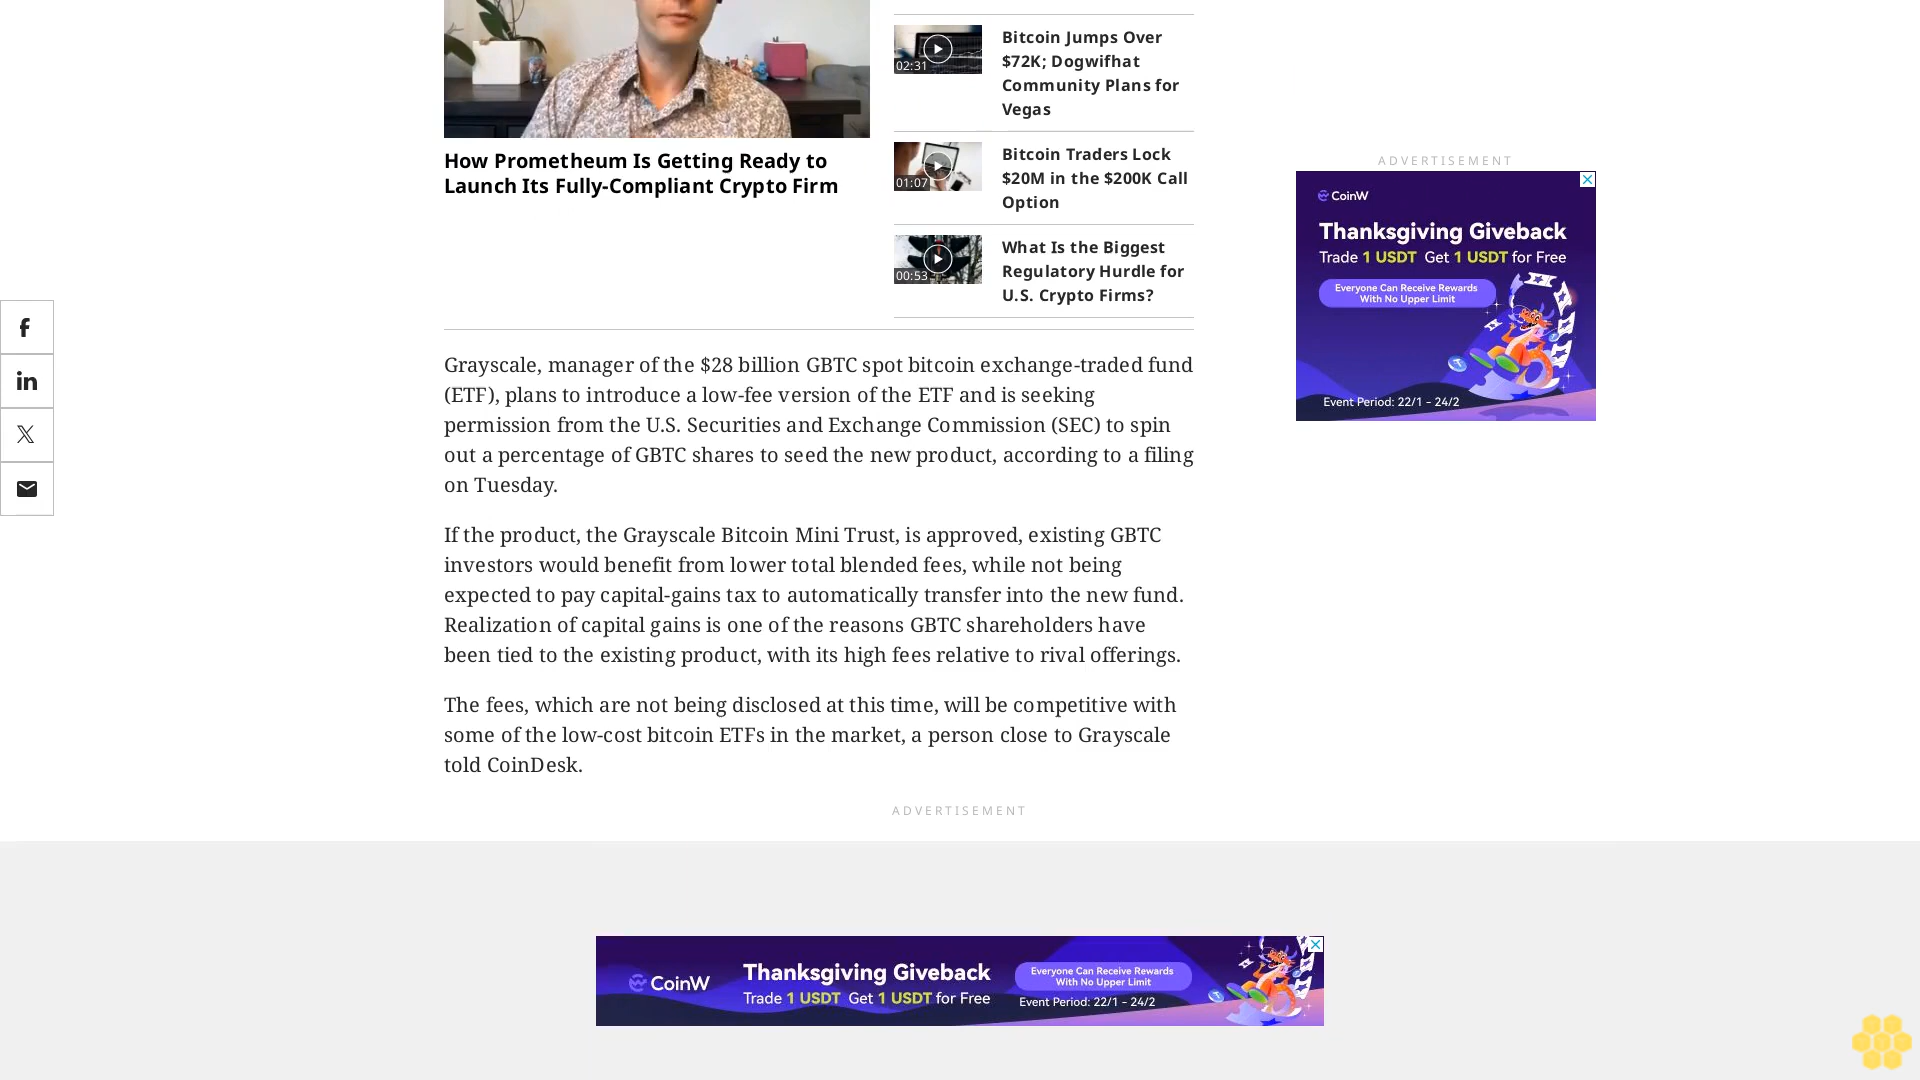 How Prometheum Is Getting Ready to
Launch Its Fully-Compliant Crypto Firm
02:31
Bitcoin Jumps Over
$72K; Dogwifhat
Community Plans for
Vegas
01:07
Bitcoin Traders Lock
$20M in the $200K Call
Option
00:53
What Is the Biggest
Regulatory Hurdle for
U.S. Crypto Firms?
ADVERTISEMENT
CoinW
Thanksgiving Giveback
Trade 1 USDT Get 1 USDT for Free
Everyone Can Receive Rewards
With No Upper Limit
Event Period: 22/1 - 24/2
Grayscale, manager of the $28 billion GBTC spot bitcoin exchange-traded fund
(ETF), plans to introduce a low-fee version of the ETF and is seeking
permission from the U.S. Securities and Exchange Commission (SEC) to spin
out a percentage of GBTC shares to seed the new product, according to a filing
on Tuesday.
If the product, the Grayscale Bitcoin Mini Trust, is approved, existing GBTC
investors would benefit from lower total blended fees, while not being
expected to pay capital-gains tax to automatically transfer into the new fund.
Realization of capital gains is one of the reasons GBTC shareholders have
been tied to the existing product, with its high fees relative to rival offerings.
The fees, which are not being disclosed at this time, will be competitive with
some of the low-cost bitcoin ETFs in the market, a person close to Grayscale
told CoinDesk.
ADVERTISEMENT
CoinW
Thanksgiving Giveback
Trade 1 USDT Get 1 USDT for Free
Everyone Can Receive Rewards
With No Upper Limit
Event Period: 22/1 - 24/2